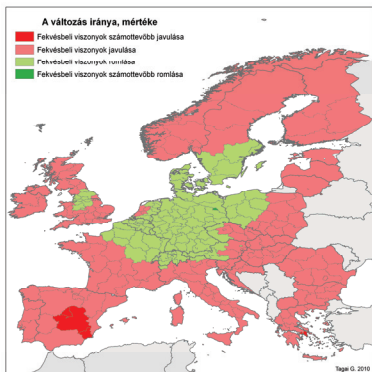 A változás iránya, mértéke
Fekvésbeli viszonyok számottevőbb javulása
Fekvésbeli viszonyok javulása
Fekvésbeli viszonyok romlása
Fekvésbeli viszonyok számottevőbb romlása
Tagai G. 2010